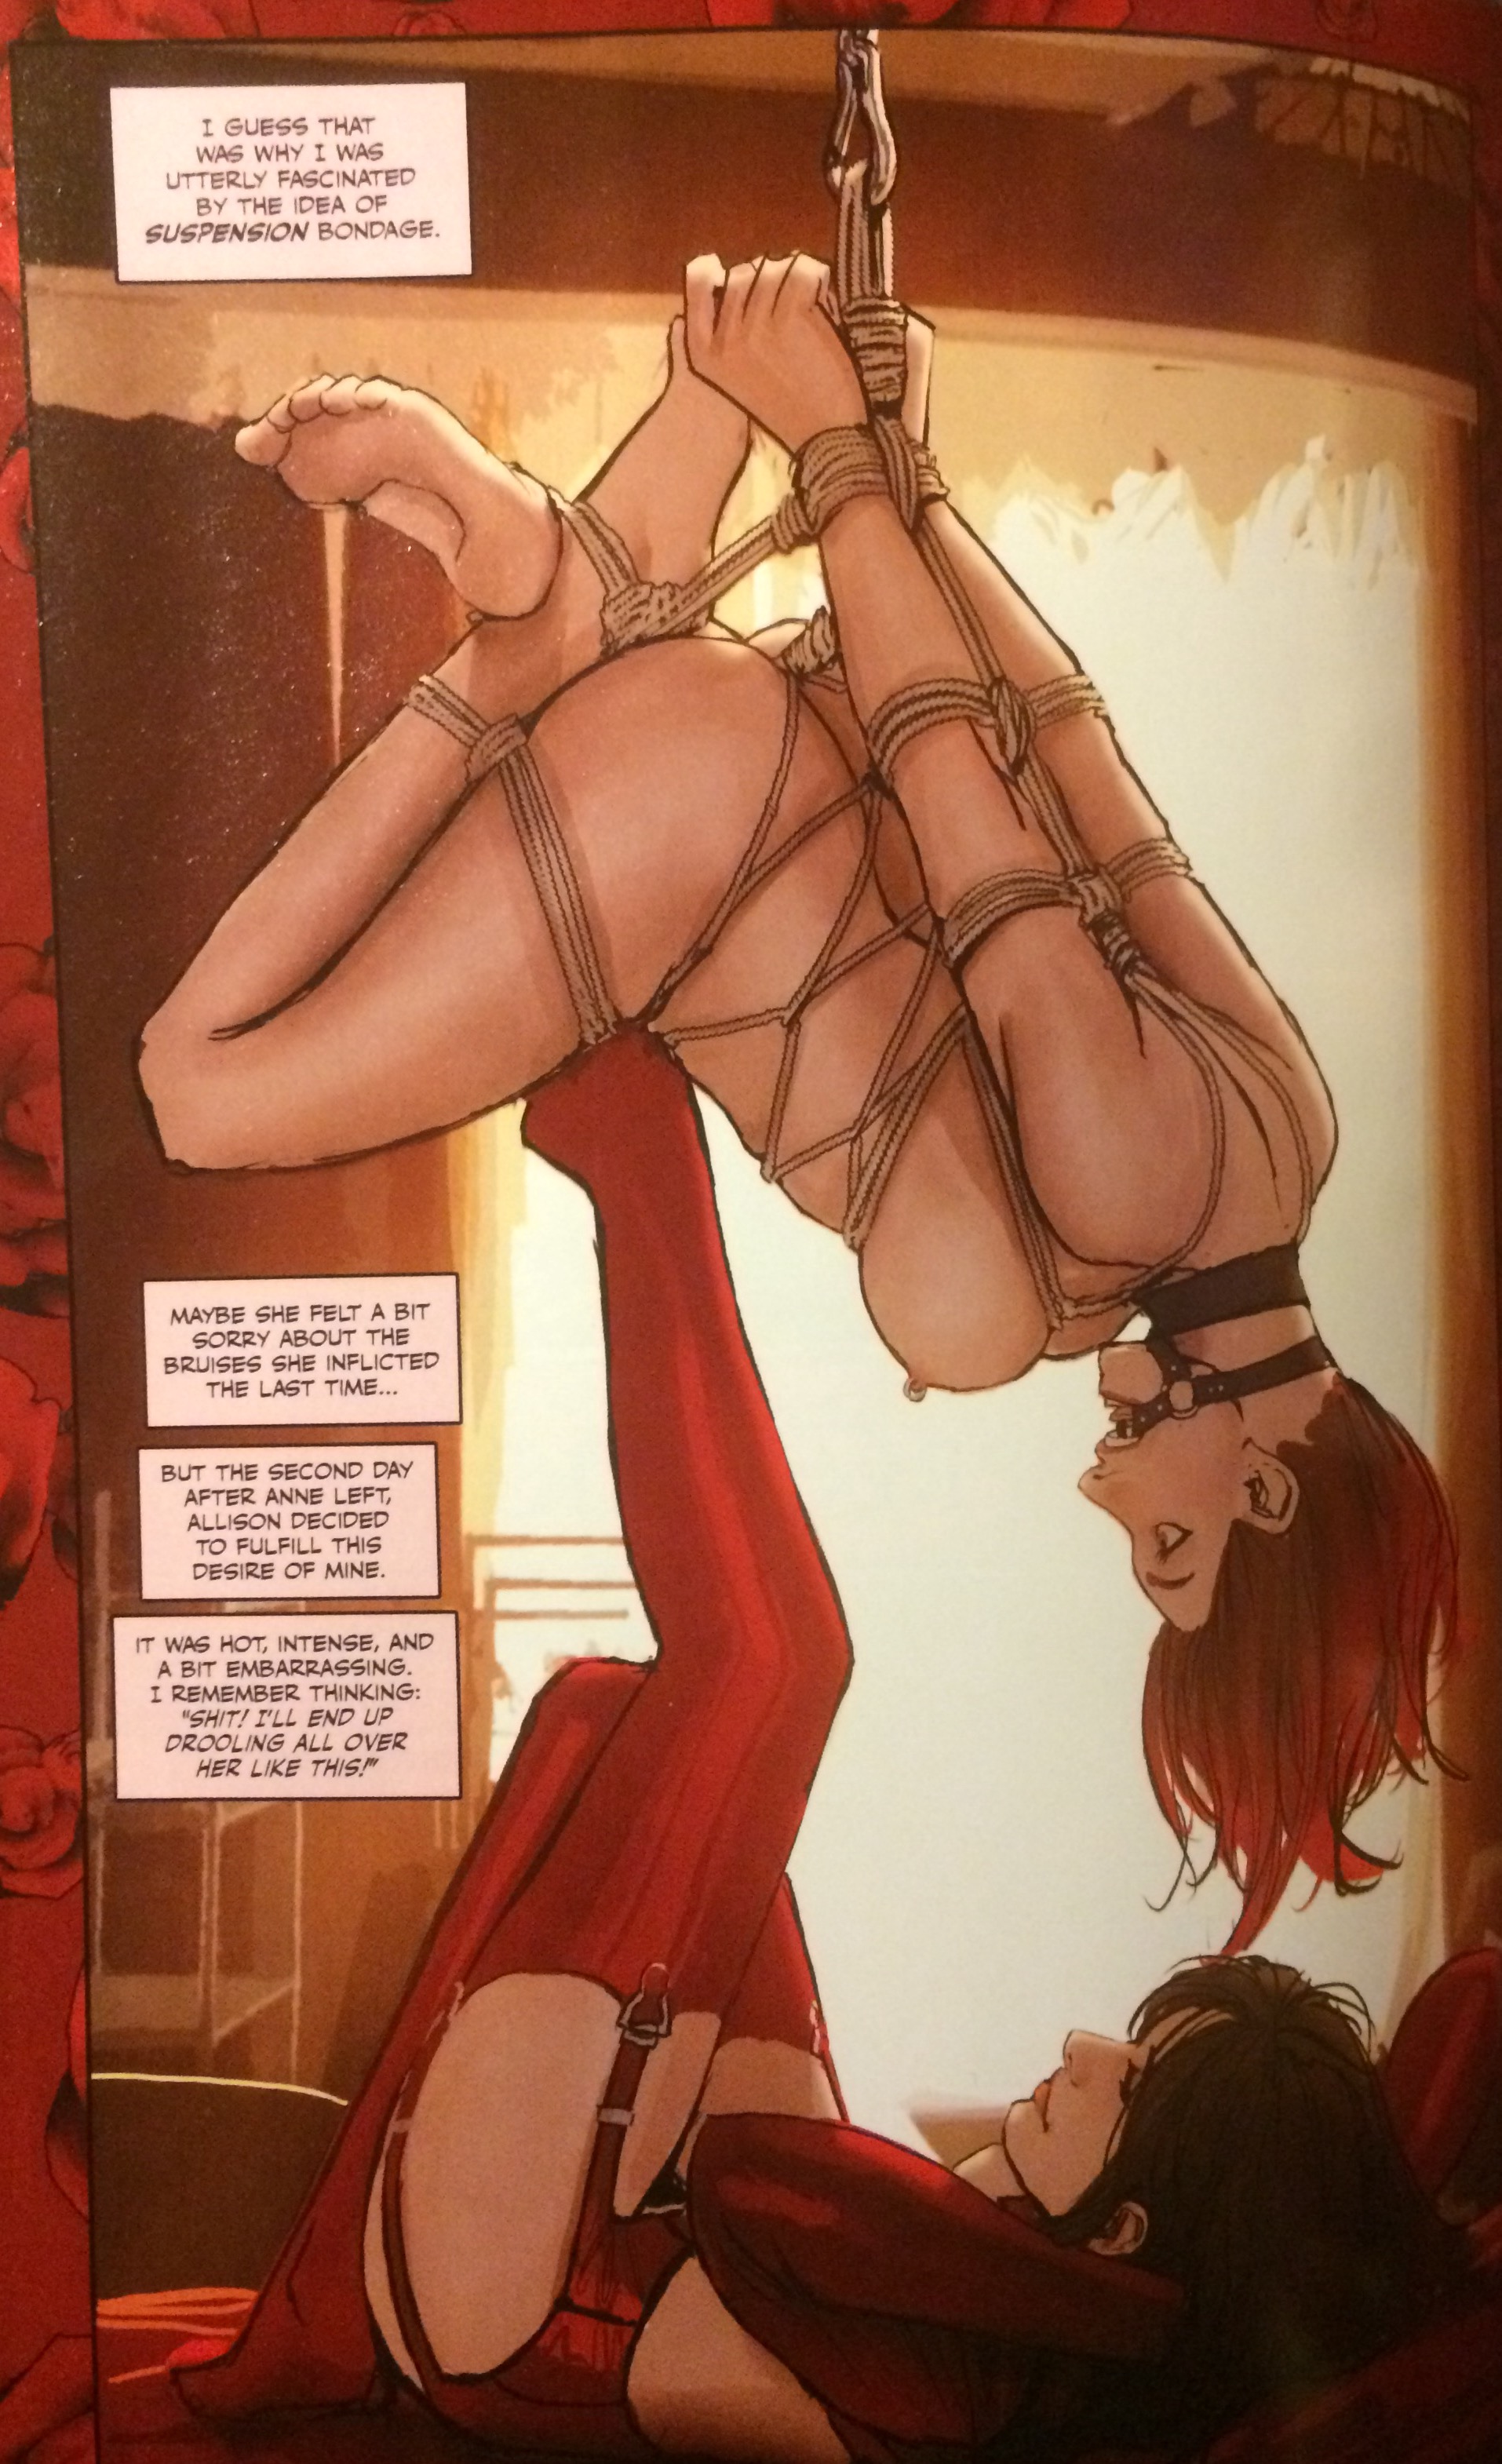 I GUESS THAT
WAS WHY I WAS
UTTERLY FASCINATED
BY THE IDEA OF
SUSPENSION BONDAGE.
MAYBE SHE FELT A BIT
SORRY ABOUT THE
BRUISES SHE INFLICTED
THE LAST TIME...
BUT THE SECOND DAY
AFTER ANNE LEFT,
ALLISON DECIDED
TO FULFILL THIS
DESIRE OF MINE.
IT WAS HOT, INTENSE, AND
A BIT EMBARRASSING.
I REMEMBER THINKING:
"SHIT! I'LL END UP
DROOLING ALL OVER
HER LIKE THIS!"